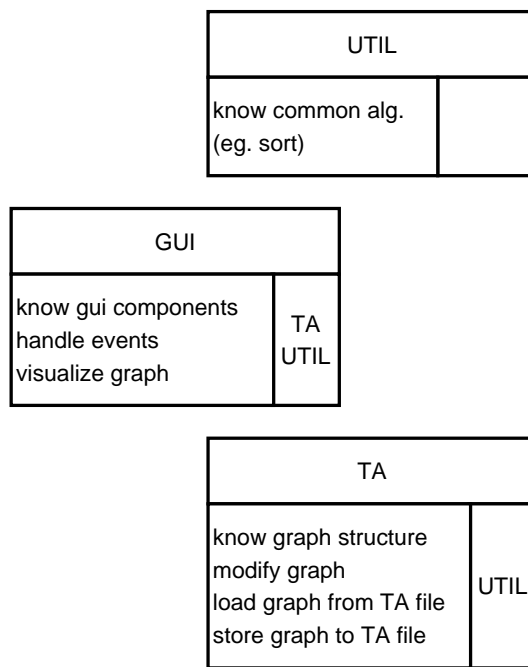 UTIL
know common alg.
(eg. sort)
GUI
know gui components
handle events
visualize graph
TA
UTIL
TA
know graph structure
modify graph
load graph from TA file
store graph to TA file
UTIL